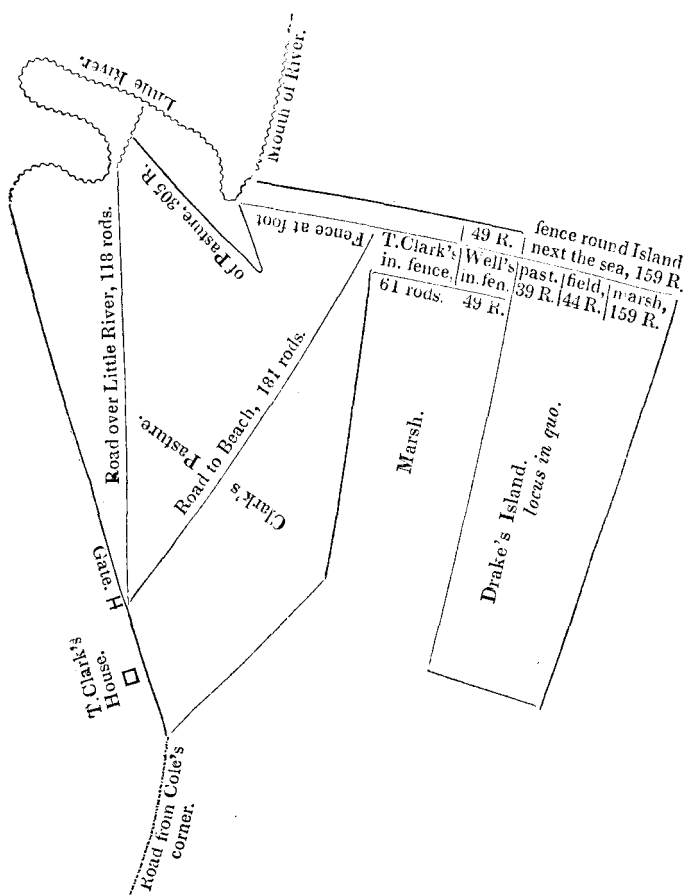 Little River.
Mouth of River.
of Pasture, 305 R.
Fence at foot
Road over Little River, 118 rods.
49 R.
fence round Island
next the sea, 159 R.
T. Clark's
in. fence,
61 rods.
Well's
in. fen.
49 R.
past.
39 R.
field,
44 R.
marsh,
159 R.
Road to Beach, 181 rods.
Clark's
Pasture.
Marsh.
Drake's Island.
locus in quo.
Gate. H
T. Clark's
House.
Road from Cole's
corner.